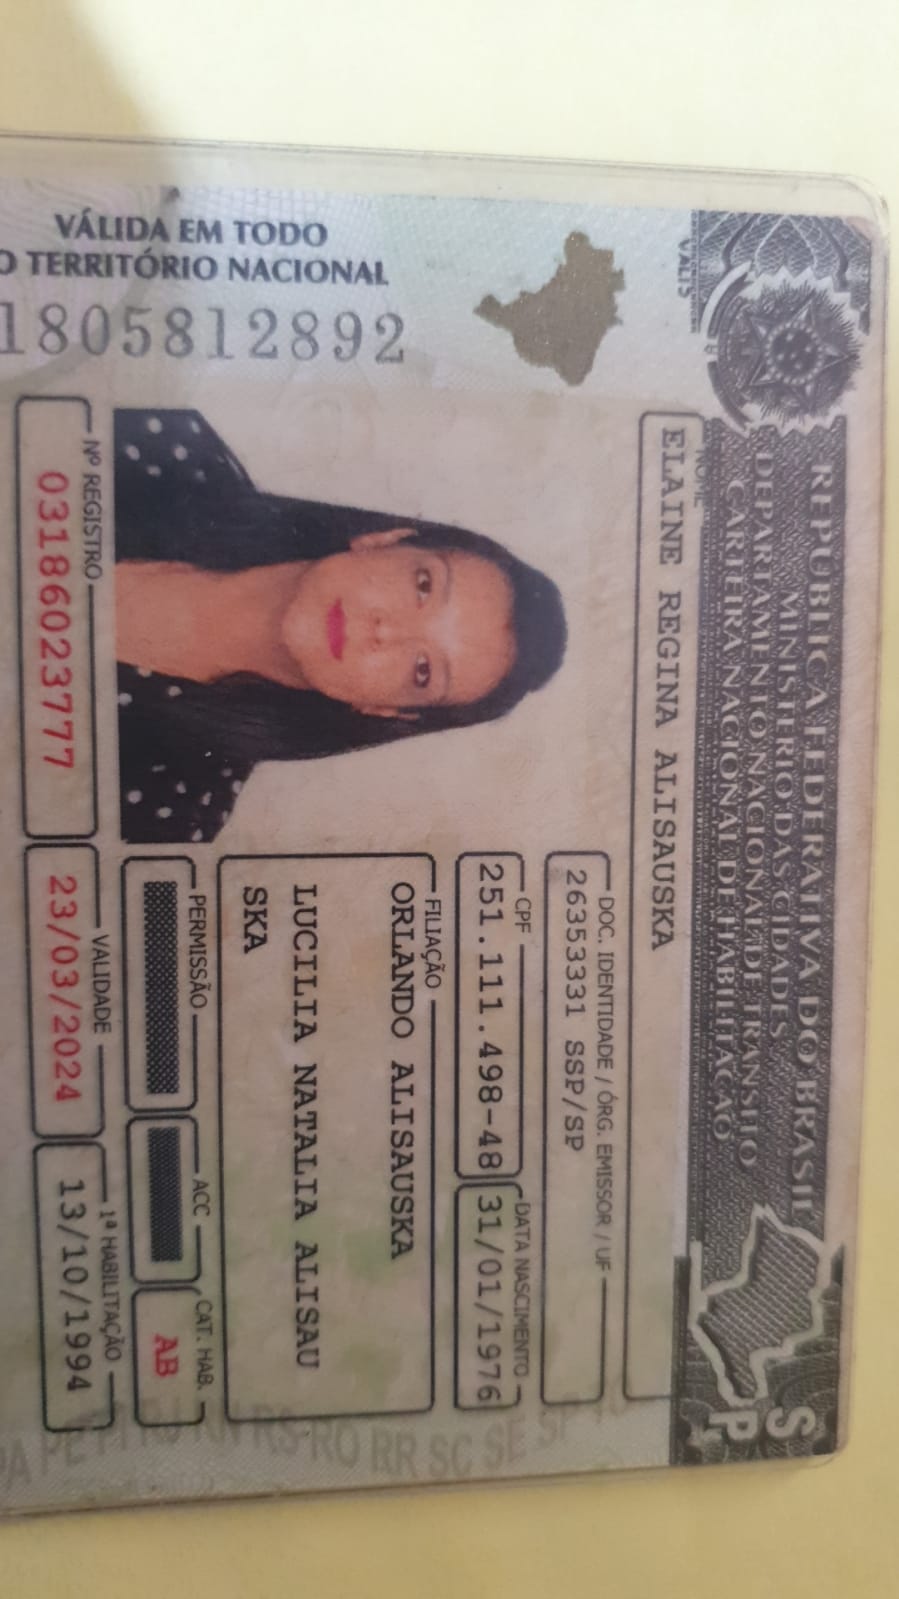 REPÚBLICA FEDERATIVA DO BRASIL
MINISTÉRIO DAS CIDADES
DEPARTAMENTO NACIONAL DE TRÂNSITO
CARTEIRA NACIONAL DE HABILITAÇÃO
SP
NOME
ELAINE REGINA ALISAUSKA
DOC. IDENTIDADE / ÓRG. EMISSOR / UF
26353331 SSP/SP
CPF
251.111.498-48
DATA NASCIMENTO
31/01/1976
FILIAÇÃO
ORLANDO ALISAUSKA
LUCILIA NATALIA ALISAU
SKA
PERMISSÃO
ACC
CAT. HAB.
AB
Nº REGISTRO
03186023777
VALIDADE
23/03/2024
1ª HABILITAÇÃO
13/10/1994
VÁLIDA EM TODO
O TERRITÓRIO NACIONAL
1805812892
PA PE PI RJ RN RS RO RR SC SE SP TO